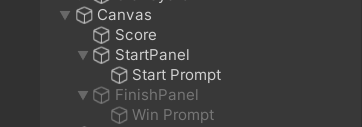 Canvas
Score
StartPanel
Start Prompt
FinishPanel
Win Prompt